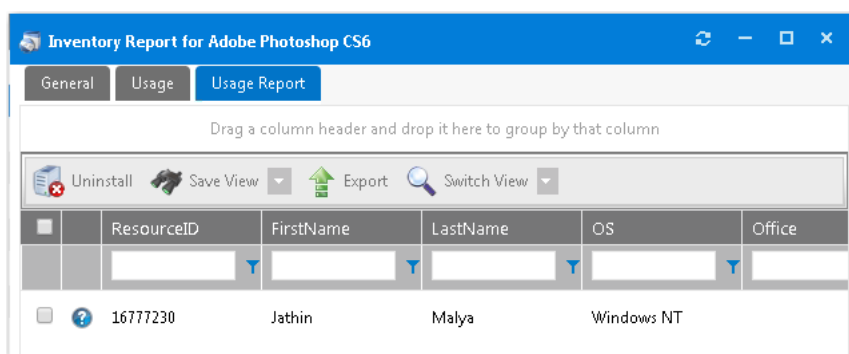 Inventory Report for Adobe Photoshop CS6
General Usage Usage Report
Drag a column header and drop it here to group by that column
Uninstall Save View Export Switch View
ResourceID FirstName LastName OS Office
16777230 Jathin Malya Windows NT